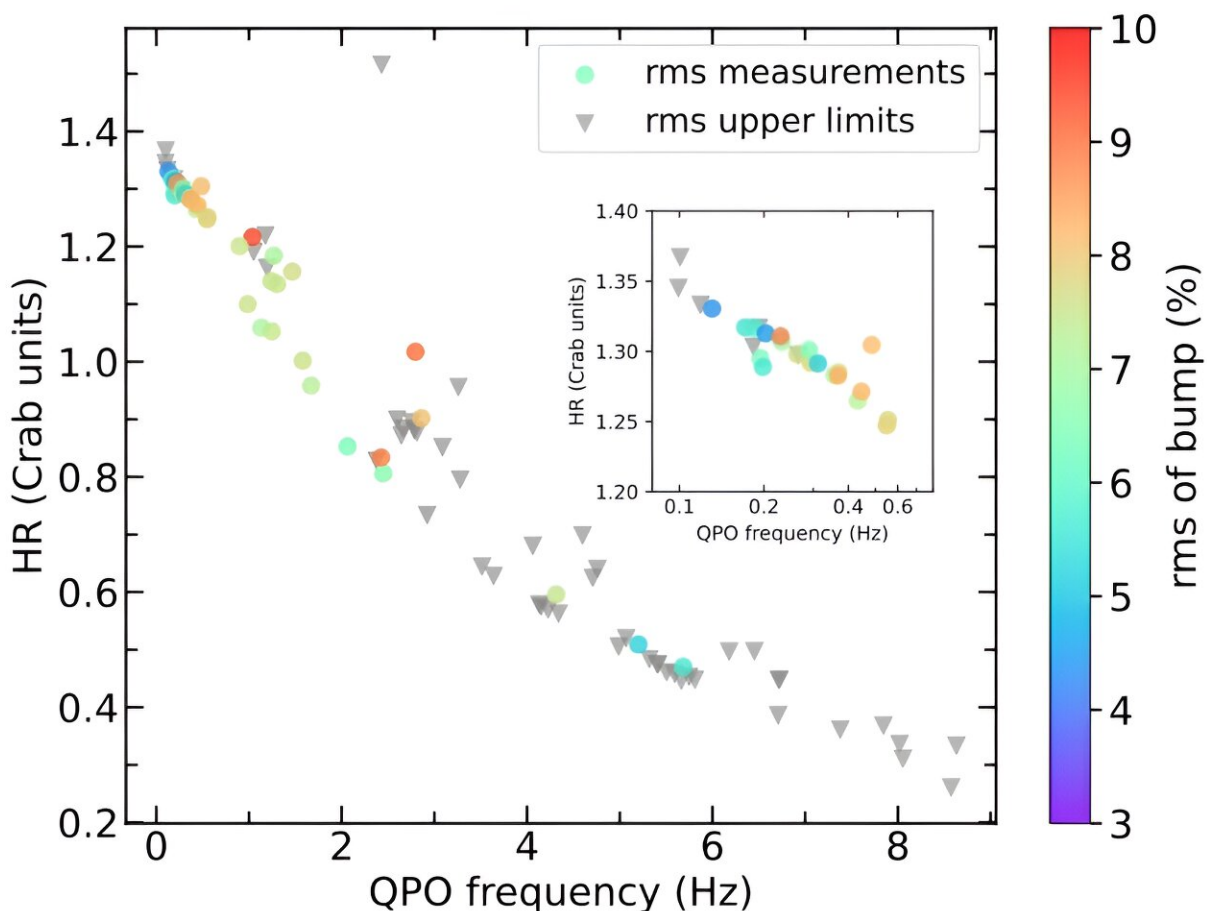 rms measurements
rms upper limits
HR (Crab units)
1.4
1.2
1.0
0.8
0.6
0.4
0.2
0 2 4 6 8
QPO frequency (Hz)
HR (Crab units)
1.40
1.35
1.30
1.25
1.20
0.1 0.2 0.4 0.6
QPO frequency (Hz)
10
9
8
7
6
5
4
3
rms of bump (%)